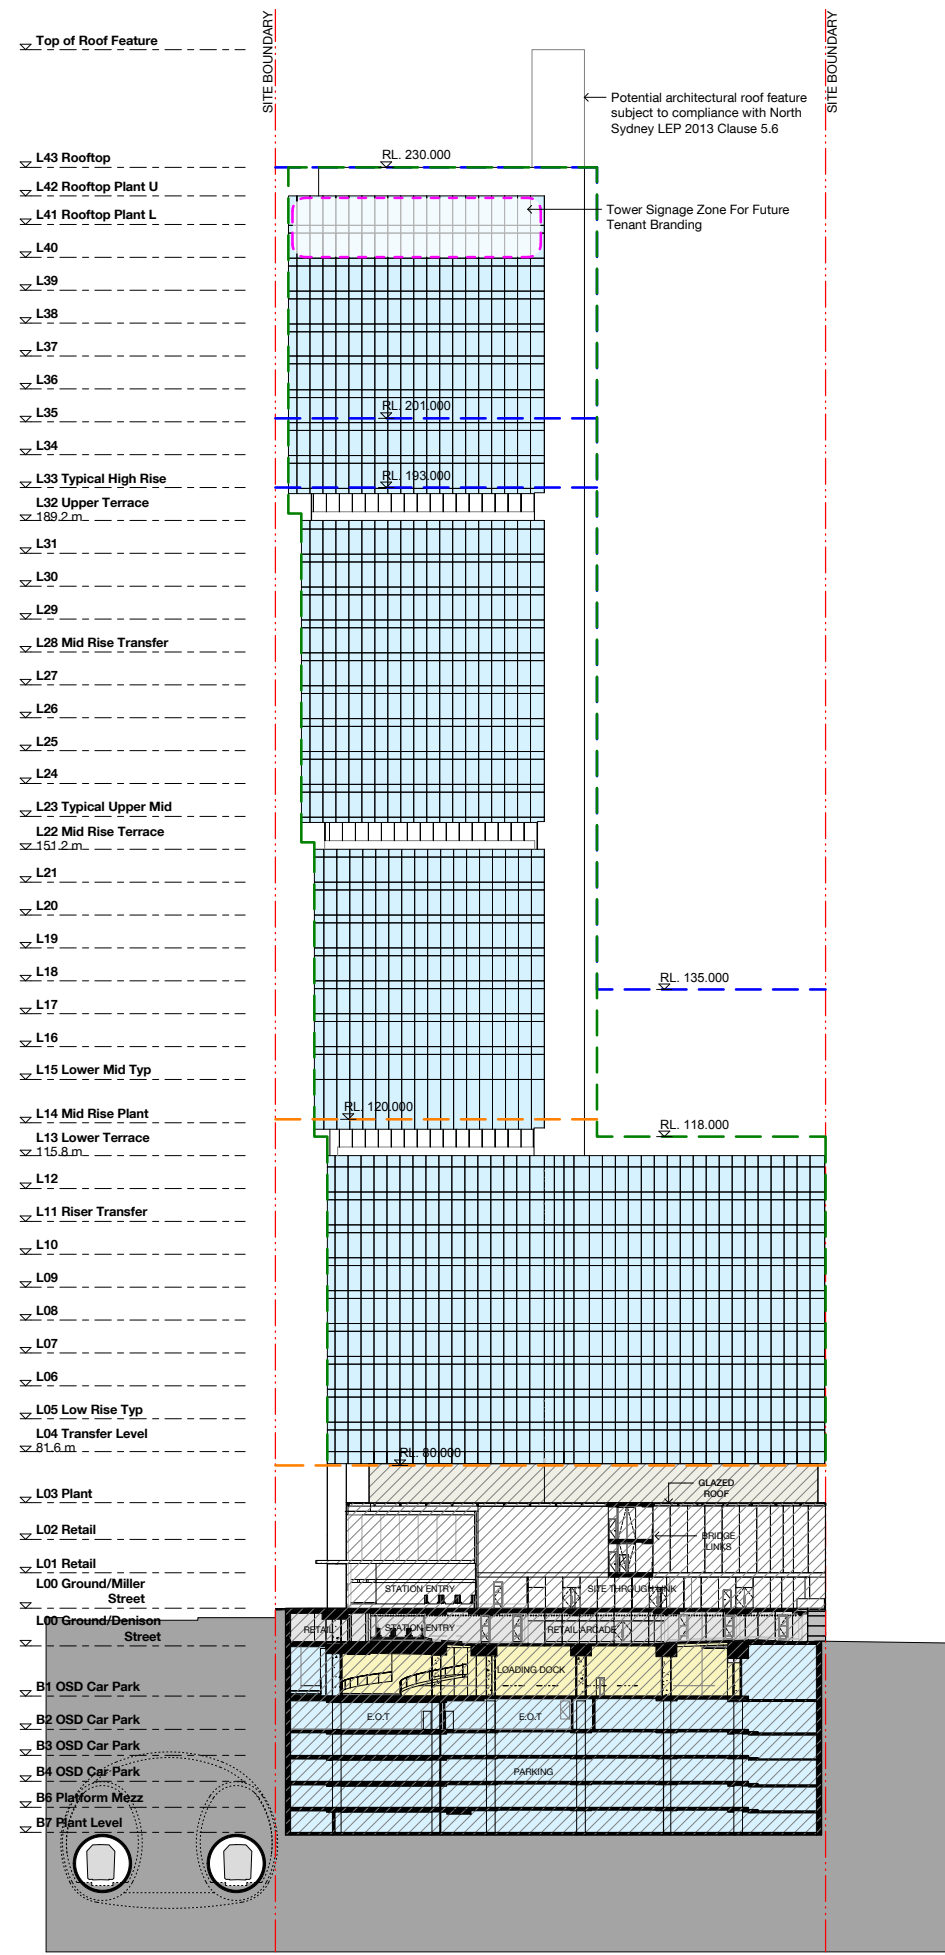 Top of Roof Feature
SITE BOUNDARY
SITE BOUNDARY
Potential architectural roof feature
subject to compliance with North
Sydney LEP 2013 Clause 5.6
L43 Rooftop
RL. 230.000
L42 Rooftop Plant U
L41 Rooftop Plant L
Tower Signage Zone For Future
Tenant Branding
L40
L39
L38
L37
L36
L35
RL. 201.000
L34
L33 Typical High Rise
RL. 193.000
L32 Upper Terrace
189.2 m
L31
L30
L29
L28 Mid Rise Transfer
L27
L26
L25
L24
L23 Typical Upper Mid
L22 Mid Rise Terrace
151.2 m
L21
L20
L19
L18
RL. 135.000
L17
L16
L15 Lower Mid Typ
L14 Mid Rise Plant
RL. 120.000
L13 Lower Terrace
115.8 m
RL. 118.000
L12
L11 Riser Transfer
L10
L09
L08
L07
L06
L05 Low Rise Typ
L04 Transfer Level
81.6 m
RL. 80.000
L03 Plant
GLAZED
ROOF
L02 Retail
BRIDGE
LINKS
L01 Retail
L00 Ground/Miller
Street
STATION ENTRY
SITE THROUGH LINK
L00 Ground/Denison
Street
RETAIL
STATION ENTRY
RETAIL ARCADE
LOADING DOCK
B1 OSD Car Park
E.O.T
E.O.T
B2 OSD Car Park
B3 OSD Car Park
B4 OSD Car Park
PARKING
B6 Platform Mezz
B7 Plant Level